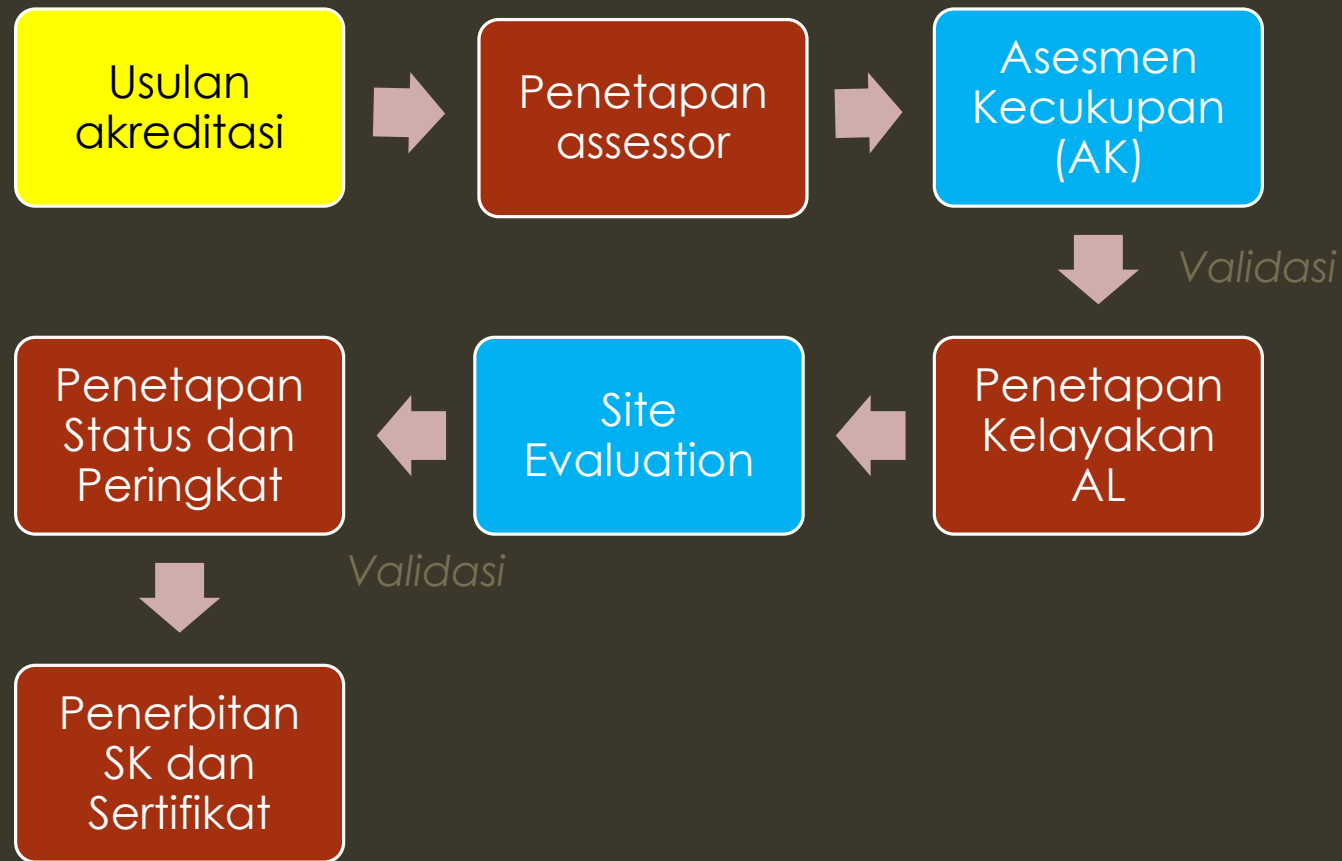 Usulan
akreditasi
Penetapan
assessor
Asesmen
Kecukupan
(AK)
Validasi
Penetapan
Kelayakan
AL
Site
Evaluation
Penetapan
Status dan
Peringkat
Validasi
Penerbitan
SK dan
Sertifikat